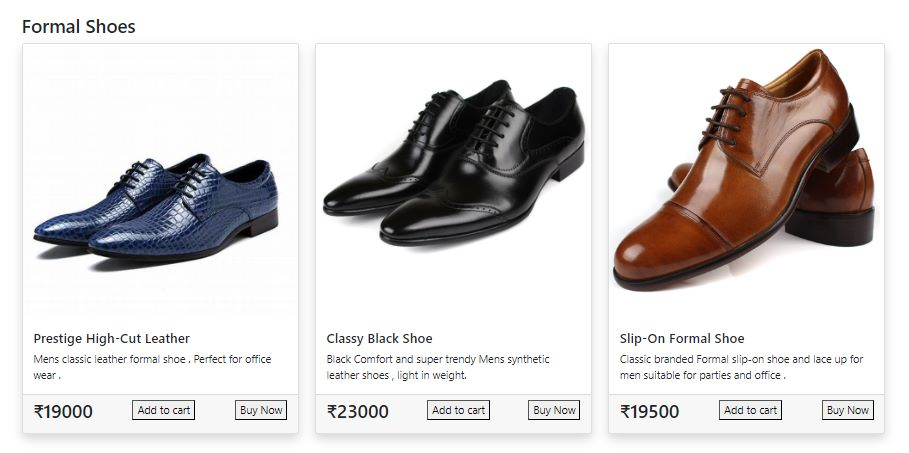 Formal Shoes
Prestige High-Cut Leather
Mens classic leather formal shoe . Perfect for office
wear .
₹19000
Add to cart
Buy Now
Classy Black Shoe
Black Comfort and super trendy Mens synthetic
leather shoes , light in weight.
₹23000
Add to cart
Buy Now
Slip-On Formal Shoe
Classic branded Formal slip-on shoe and lace up for
men suitable for parties and office .
₹19500
Add to cart
Buy Now